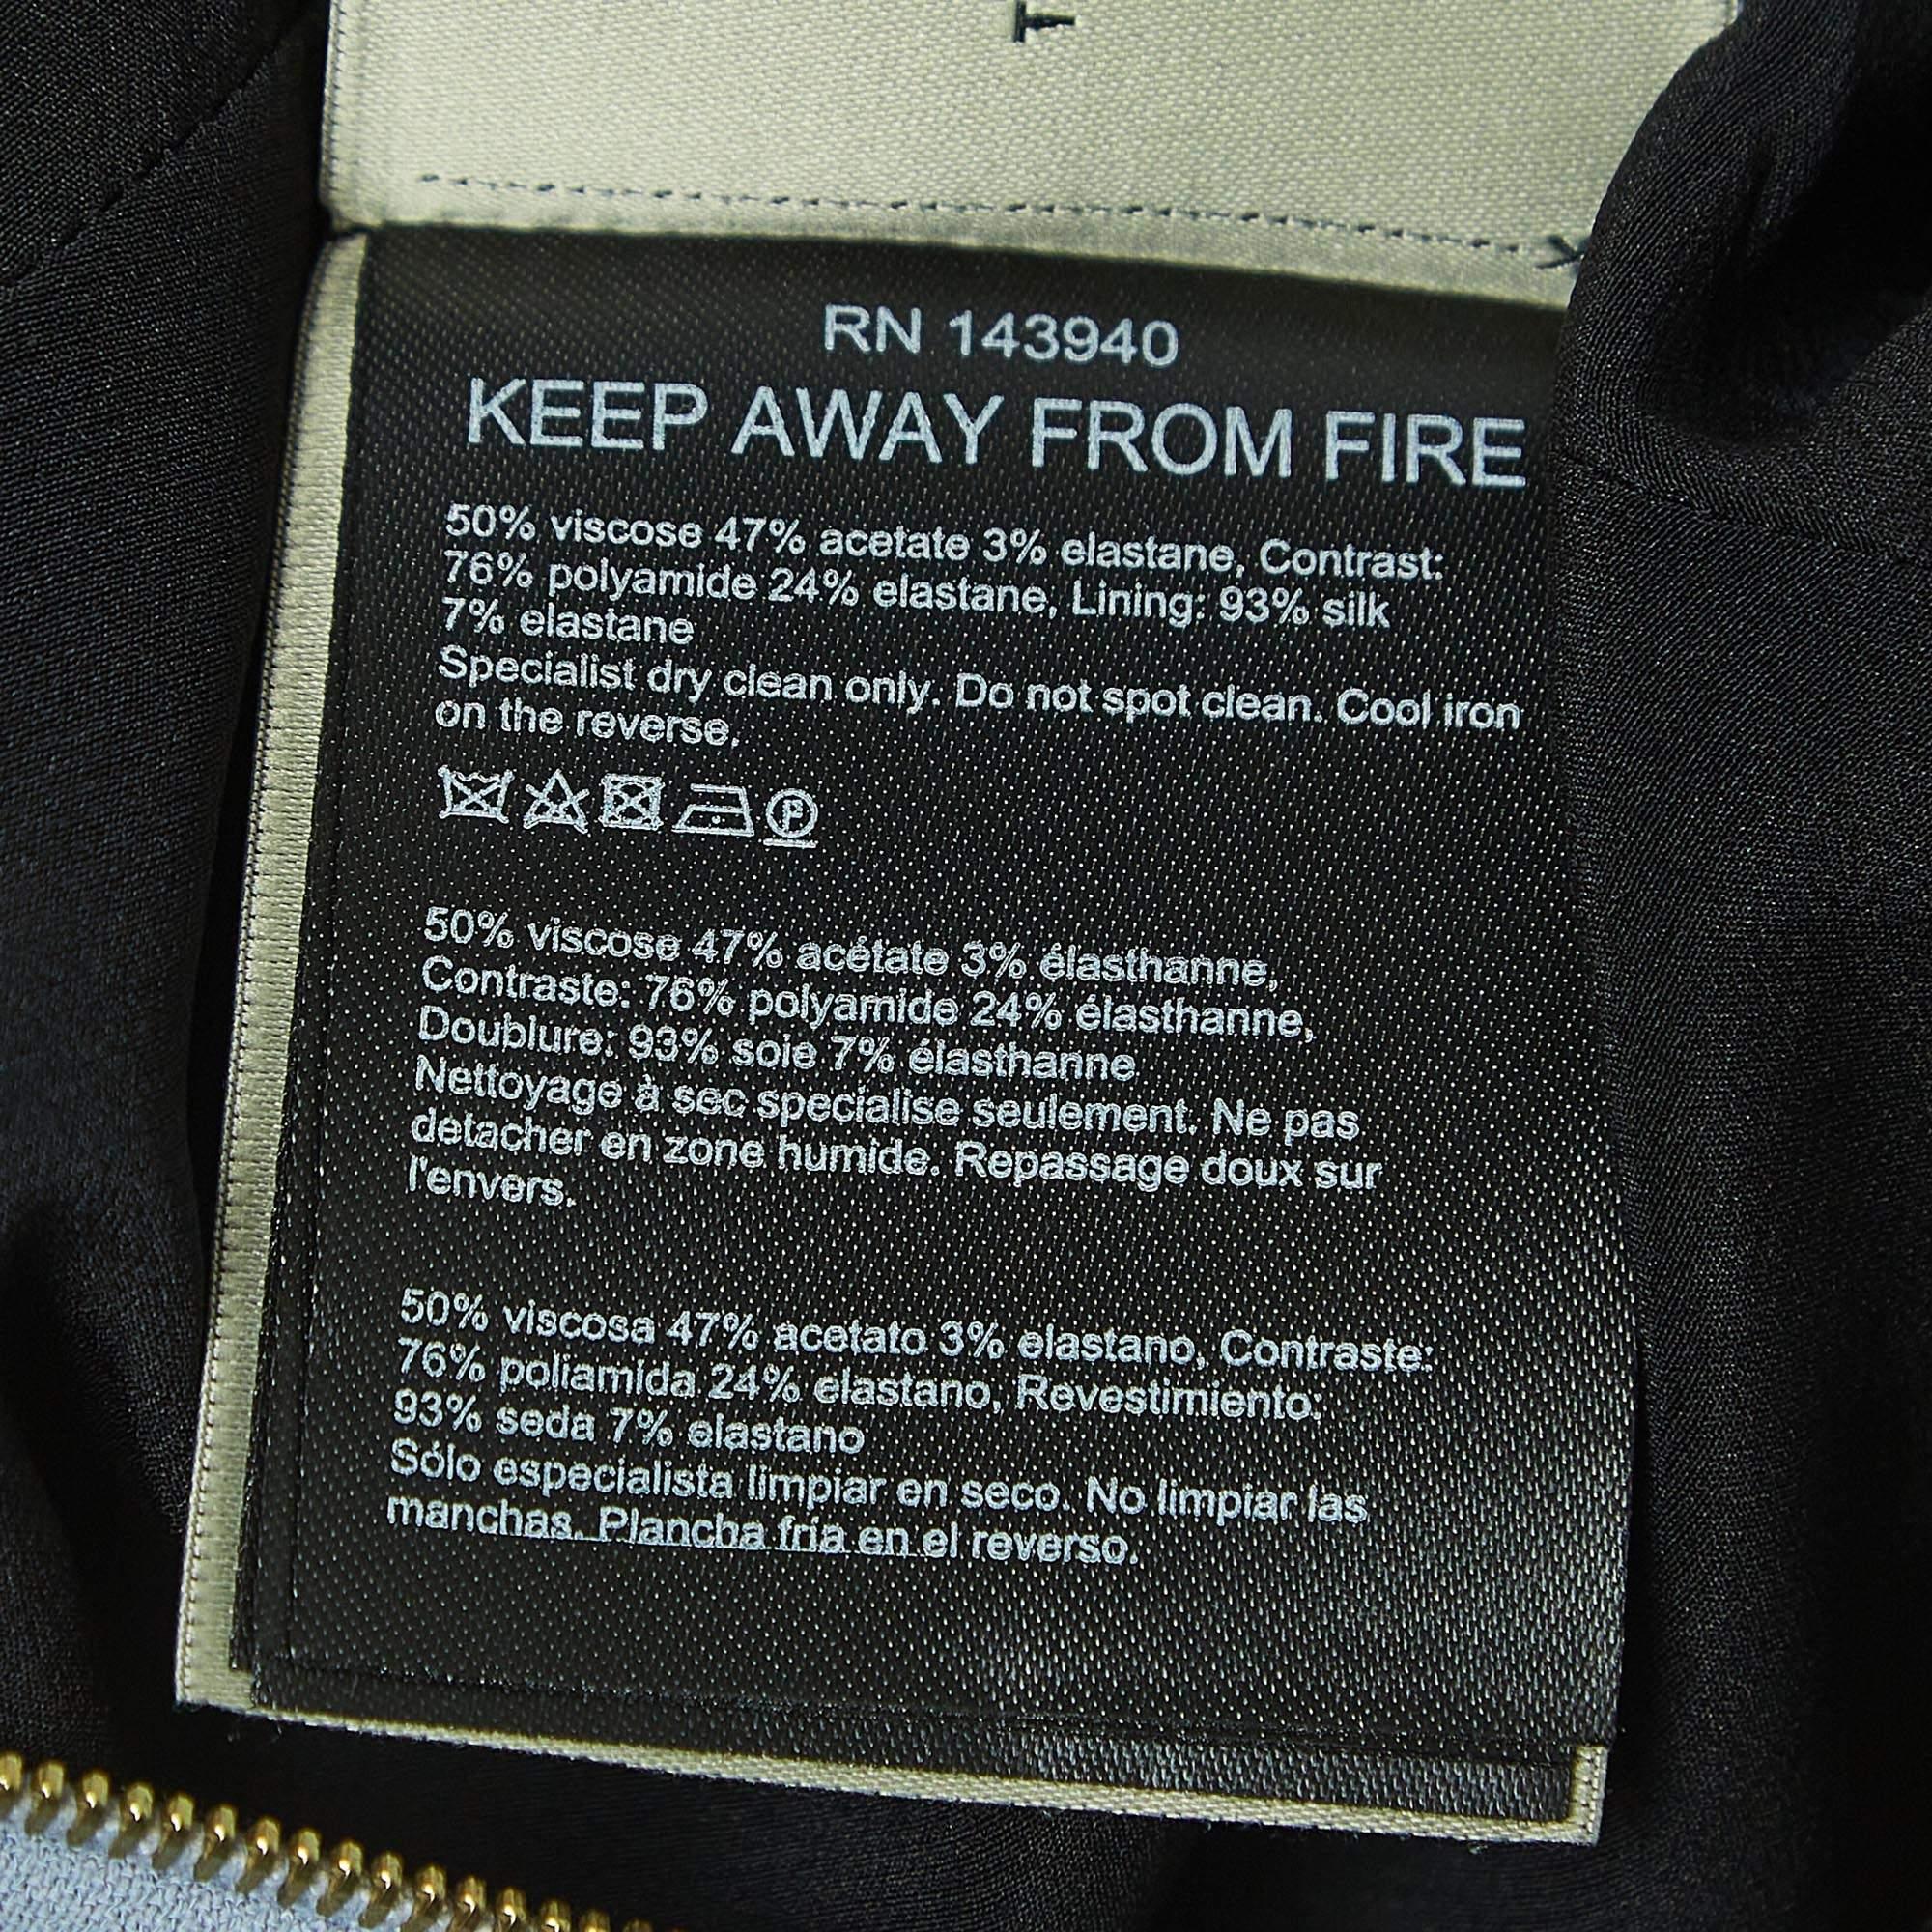 T
RN 143940
KEEP AWAY FROM FIRE
50% viscose 47% acetate 3% elastane, Contrast:
76% polyamide 24% elastane, Lining: 93% silk
7% elastane
Specialist dry clean only. Do not spot clean. Cool iron
on the reverse.
P
50% viscose 47% acétate 3% élasthanne,
Contraste: 76% polyamide 24% élasthanne,
Doublure: 93% soie 7% élasthanne
Nettoyage à sec specialise seulement. Ne pas
detacher en zone humide. Repassage doux sur
l'envers.
50% viscosa 47% acetato 3% elastano, Contraste:
76% poliamida 24% elastano, Revestimiento:
93% seda 7% elastano
Sólo especialista limpiar en seco. No limpiar las
manchas. Plancha fría en el reverso.